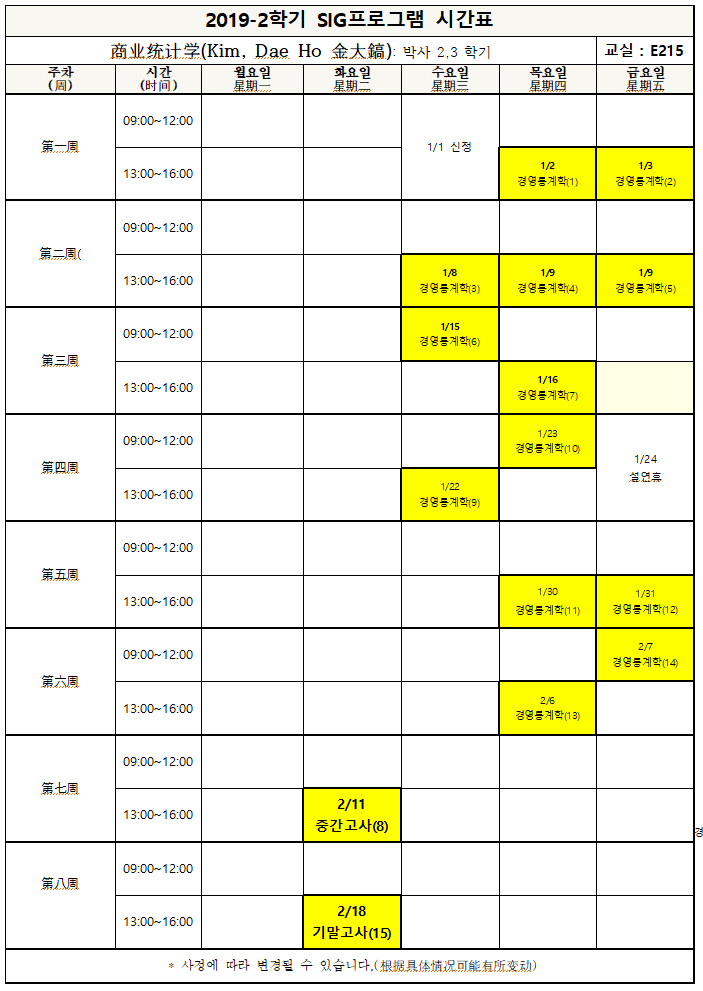 2019-2학기 SIG프로그램 시간표
商业统计学(Kim, Dae Ho 金大鎬): 박사 2,3 학기
교실 : E215
주차 시간 월요일 화요일 수요일 목요일 금요일
(周) (时间) 星期一 星期二 星期三 星期四 星期五
第一周
09:00~12:00
1/1 신정
13:00~16:00
1/2
경영통계학(1)
1/3
경영통계학(2)
第二周(
09:00~12:00
13:00~16:00
1/8
경영통계학(3)
1/9
경영통계학(4)
1/9
경영통계학(5)
第三周
09:00~12:00
1/15
경영통계학(6)
13:00~16:00
1/16
경영통계학(7)
第四周
09:00~12:00
1/23
경영통계학(10)
1/24
설연휴
13:00~16:00
1/22
경영통계학(9)
第五周
09:00~12:00
13:00~16:00
1/30
경영통계학(11)
1/31
경영통계학(12)
第六周
09:00~12:00
2/7
경영통계학(14)
13:00~16:00
2/6
경영통계학(13)
第七周
09:00~12:00
13:00~16:00
2/11
중간고사(8)
경
第八周
09:00~12:00
13:00~16:00
2/18
기말고사(15)
* 사정에 따라 변경될 수 있습니다.(根据具体情况可能有所变动)